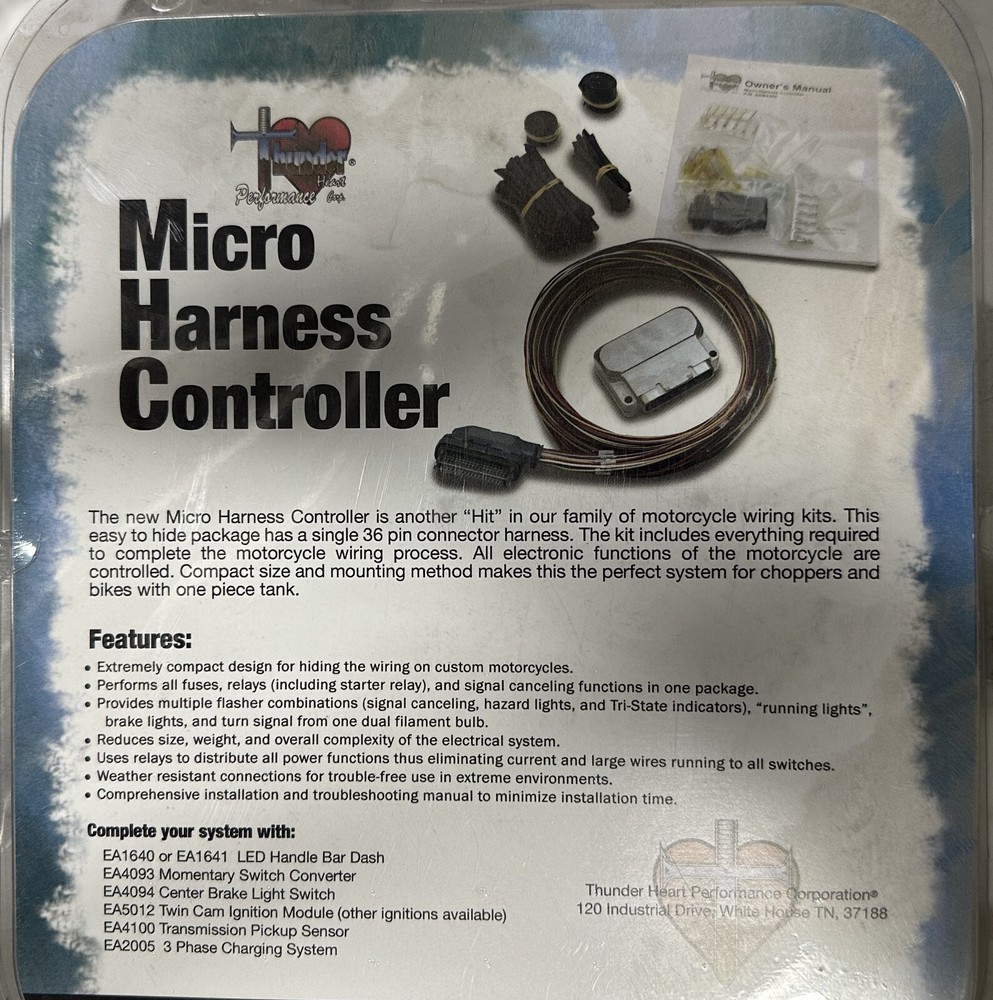 Thunder®
Heart
Performance Corp.
Owner's Manual
Micro
Harness
Controller
The new Micro Harness Controller is another “Hit” in our family of motorcycle wiring kits. This
easy to hide package has a single 36 pin connector harness. The kit includes everything required
to complete the motorcycle wiring process. All electronic functions of the motorcycle are
controlled. Compact size and mounting method makes this the perfect system for choppers and
bikes with one piece tank.
Features:
• Extremely compact design for hiding the wiring on custom motorcycles.
• Performs all fuses, relays (including starter relay), and signal canceling functions in one package.
• Provides multiple flasher combinations (signal canceling, hazard lights, and Tri-State indicators), “running lights”,
brake lights, and turn signal from one dual filament bulb.
• Reduces size, weight, and overall complexity of the electrical system.
• Uses relays to distribute all power functions thus eliminating current and large wires running to all switches.
• Weather resistant connections for trouble-free use in extreme environments.
• Comprehensive installation and troubleshooting manual to minimize installation time.
Complete your system with:
EA1640 or EA1641 LED Handle Bar Dash
EA4093 Momentary Switch Converter
EA4094 Center Brake Light Switch
EA5012 Twin Cam Ignition Module (other ignitions available)
EA4100 Transmission Pickup Sensor
EA2005 3 Phase Charging System
Thunder Heart Performance Corporation®
120 Industrial Drive, White House TN, 37188